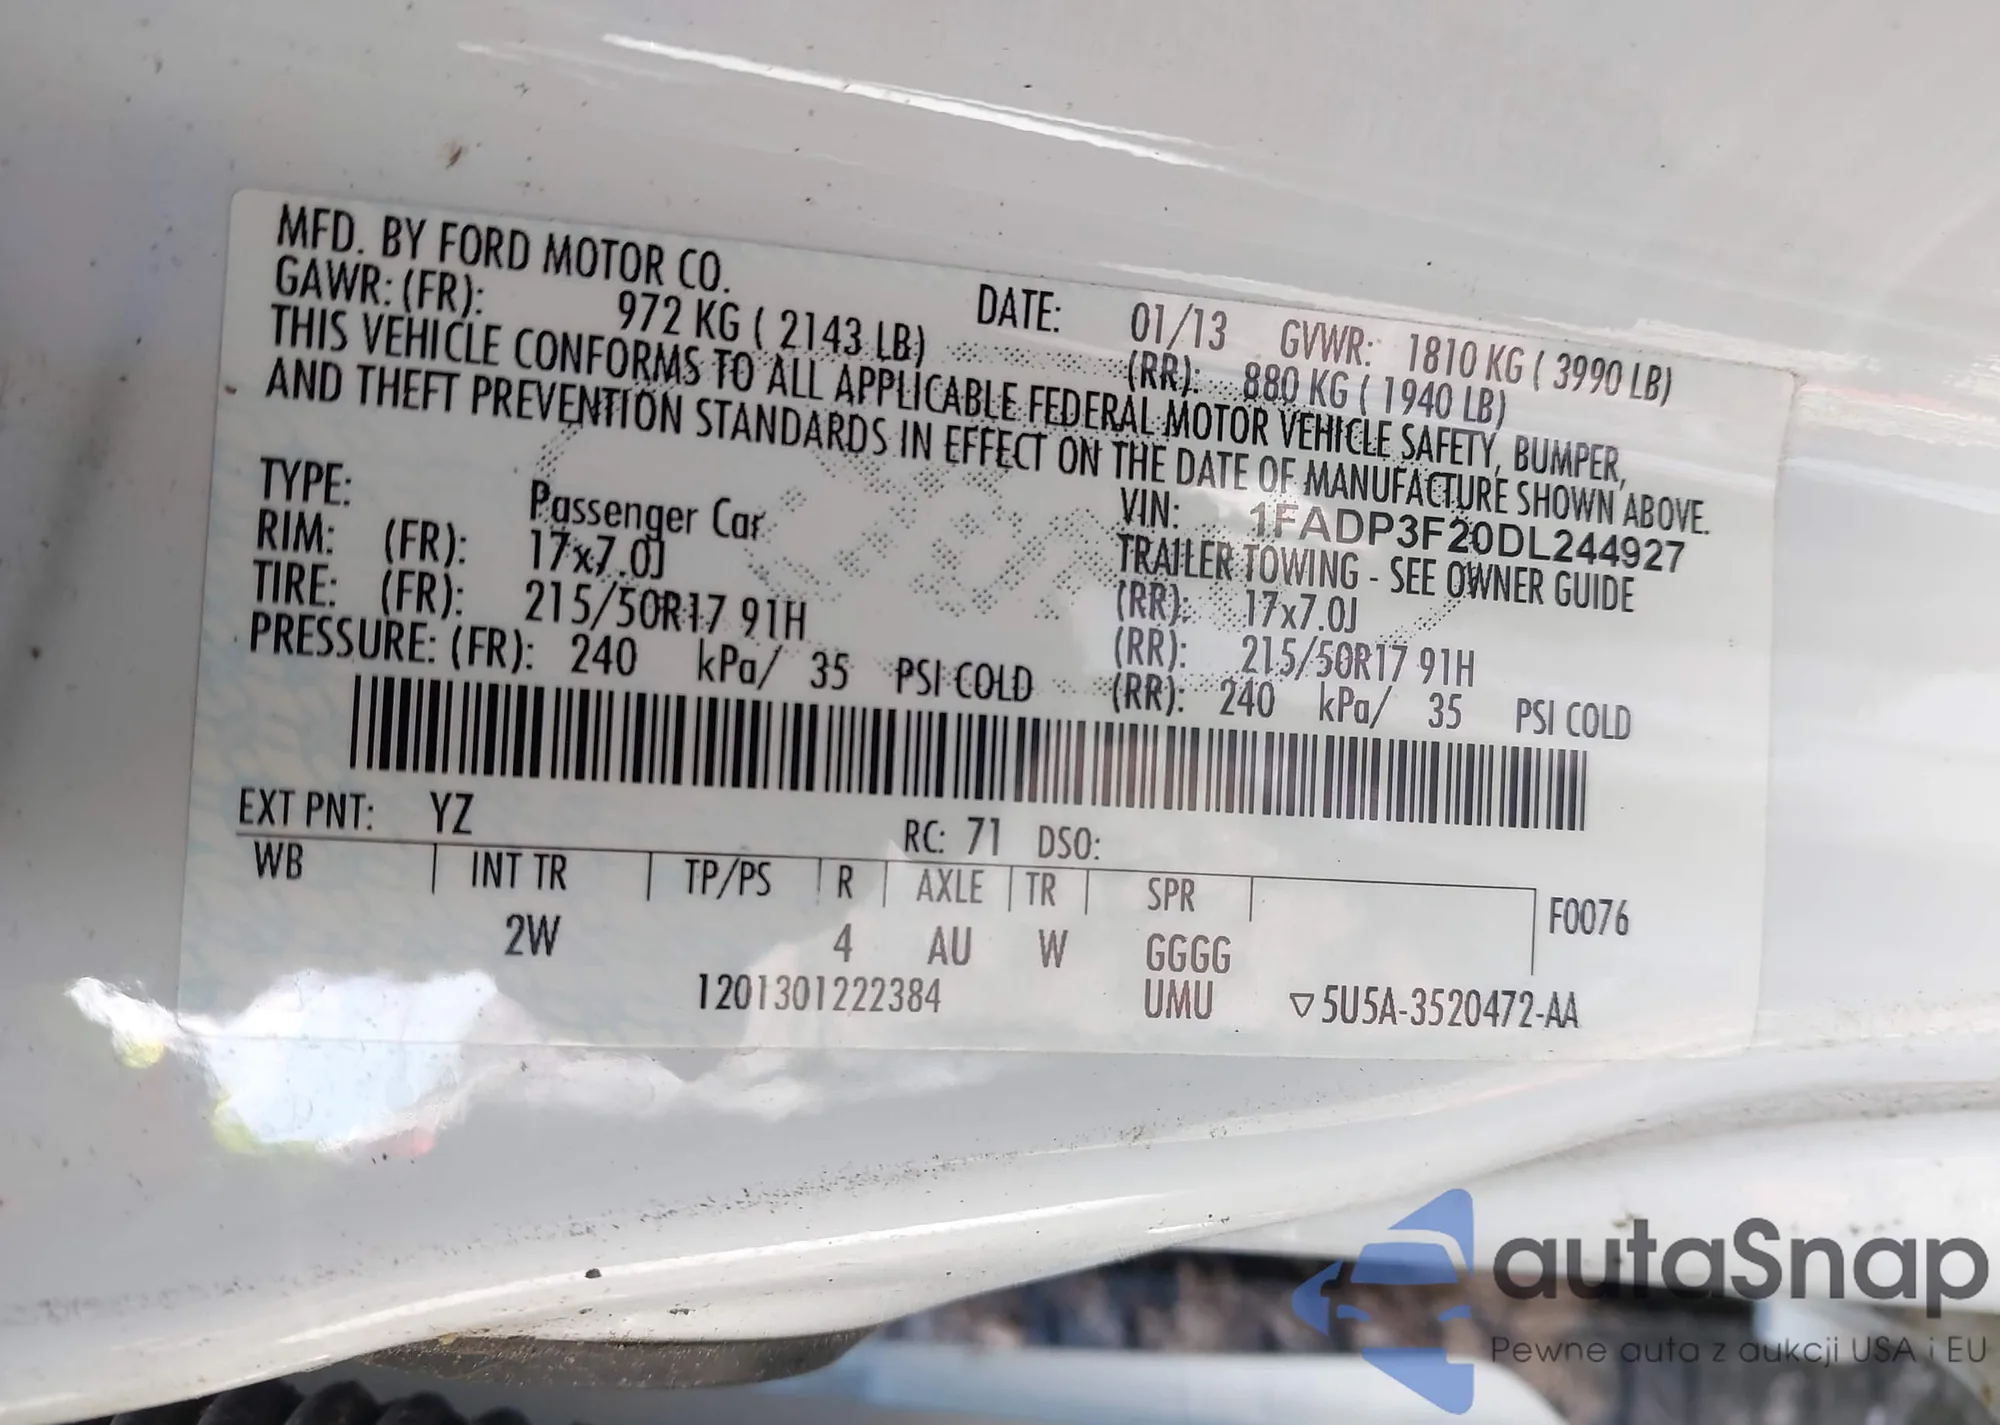 MFD. BY FORD MOTOR CO.
DATE: 01/13 GVWR: 1810 KG ( 3990 LB)
GAWR: (FR): 972 KG ( 2143 LB) (RR): 880 KG ( 1940 LB)
THIS VEHICLE CONFORMS TO ALL APPLICABLE FEDERAL MOTOR VEHICLE SAFETY, BUMPER,
AND THEFT PREVENTION STANDARDS IN EFFECT ON THE DATE OF MANUFACTURE SHOWN ABOVE.
VIN: 1FADP3F20DL244927
TYPE: Passenger Car TRAILER TOWING - SEE OWNER GUIDE
RIM: (FR): 17x7.0J (RR): 17x7.0J
TIRE: (FR): 215/50R17 91H (RR): 215/50R17 91H
PRESSURE: (FR): 240 kPa/ 35 PSI COLD (RR): 240 kPa/ 35 PSI COLD
EXT PNT: YZ RC: 71 DSO:
WB INT TR TP/PS R AXLE TR SPR F0076
2W 4 AU W GGGG
1201301222384 UMU ▽5U5A-3520472-AA
autaSnap
Pewne auta z aukcji USA i EU